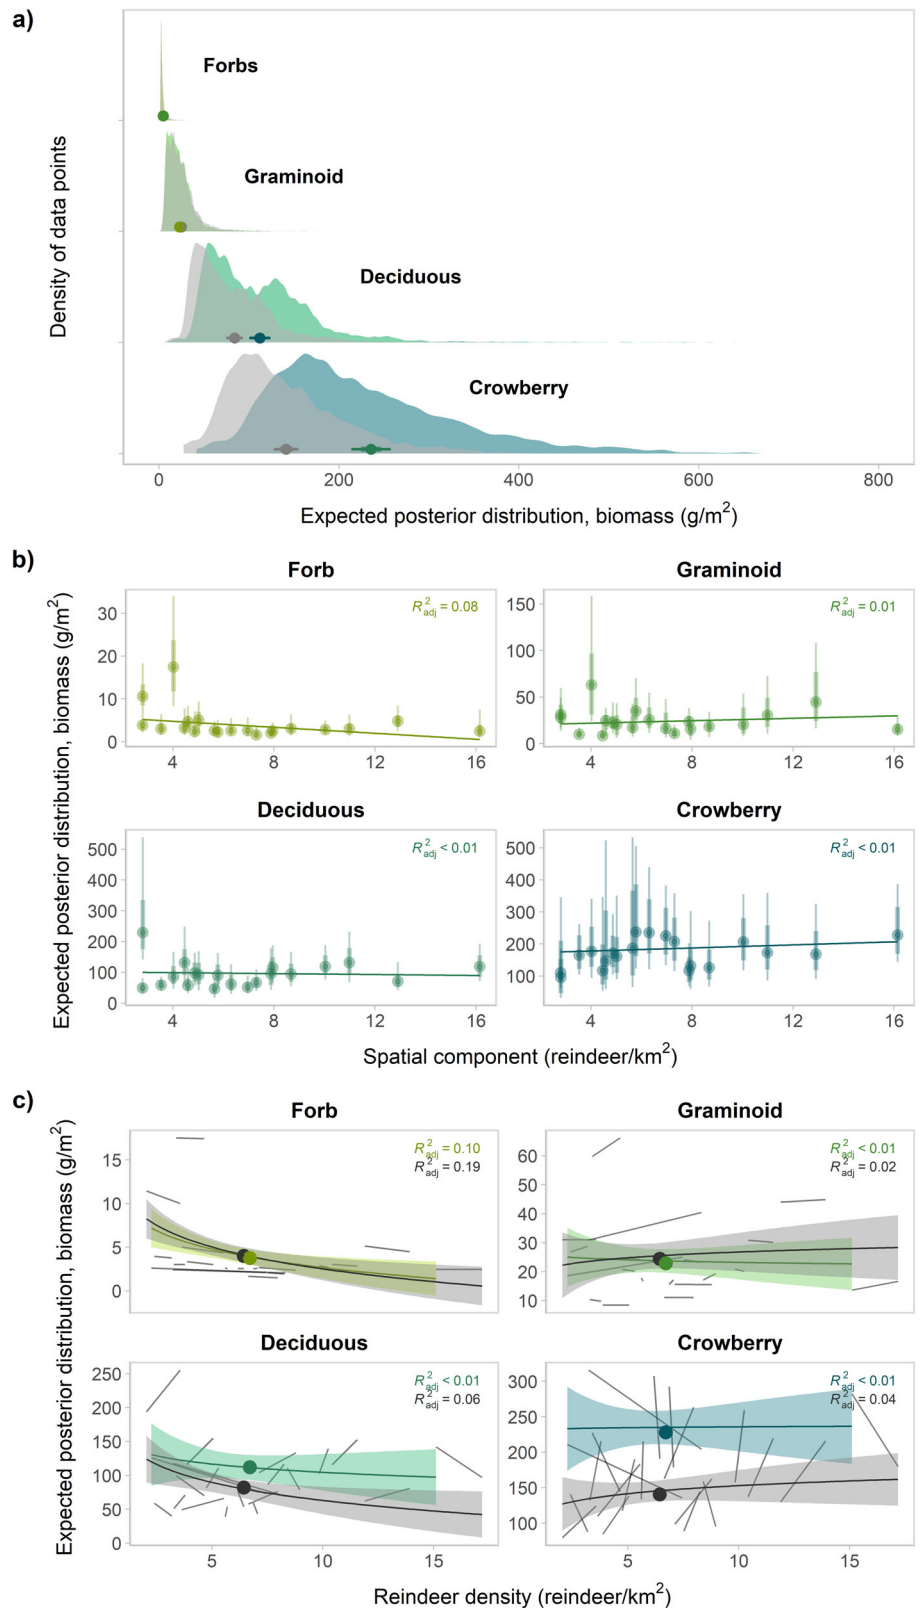 a)
Forbs
Graminoid
Deciduous
Crowberry
Density of data points
0 200 400 600 800
Expected posterior distribution, biomass (g/m²)
b)
Expected posterior distribution, biomass (g/m²)
Forb
R²adj = 0.08
30
20
10
0
4 8 12 16
Graminoid
R²adj = 0.01
150
100
50
0
4 8 12 16
Deciduous
R²adj < 0.01
500
400
300
200
100
0
4 8 12 16
Crowberry
R²adj < 0.01
500
400
300
200
100
4 8 12 16
Spatial component (reindeer/km²)
c)
Expected posterior distribution, biomass (g/m²)
Forb
R²adj = 0.10
R²adj = 0.19
15
10
5
0
Graminoid
R²adj < 0.01
R²adj = 0.02
60
50
40
30
20
10
Deciduous
R²adj < 0.01
R²adj = 0.06
250
200
150
100
50
0
5 10 15
Crowberry
R²adj < 0.01
R²adj = 0.04
300
250
200
150
100
5 10 15
Reindeer density (reindeer/km²)